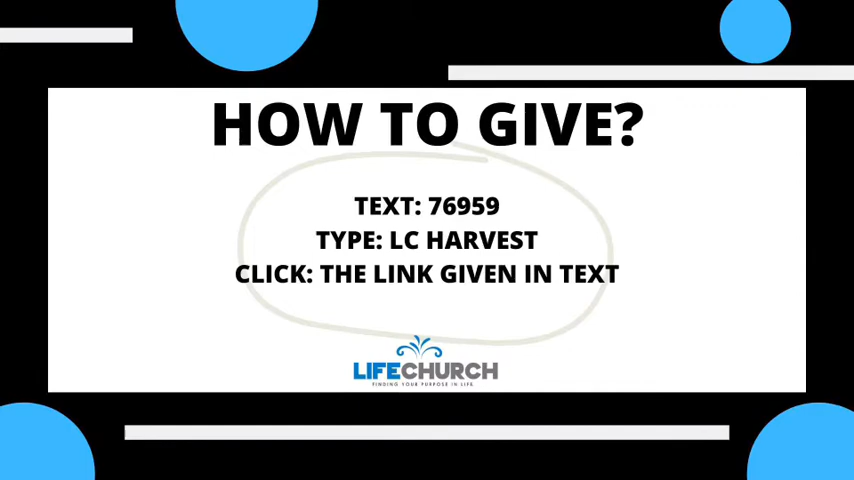 HOW TO GIVE?
TEXT: 76959
TYPE: LC HARVEST
CLICK: THE LINK GIVEN IN TEXT
LIFECHURCH
FINDING YOUR PURPOSE IN LIFE.